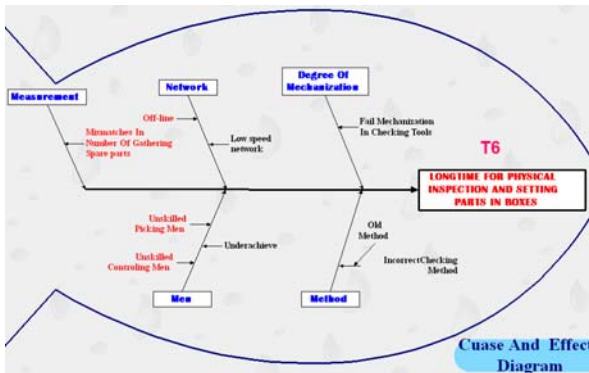 Degree Of
Mechanization
Network
Measurement
Off-line
Mismatches In
Number Of Gathering
Spare parts
Low speed
network
Fail Mechanization
In Checking Tools
T6
LONGTIME FOR PHYSICAL
INSPECTION AND SETTING
PARTS IN BOXES
Unskilled
Picking Men
Underachieve
Unskilled
Controling Men
Old
Method
IncorrectChecking
Method
Men
Method
Cuase And Effect
Diagram